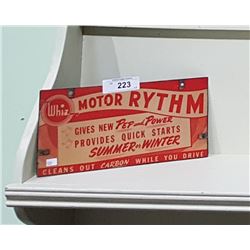 223
Whiz
MOTOR RYTHM
GIVES NEW Pep and Power
PROVIDES QUICK STARTS
SUMMER or WINTER
CLEANS OUT CARBON WHILE YOU DRIVE